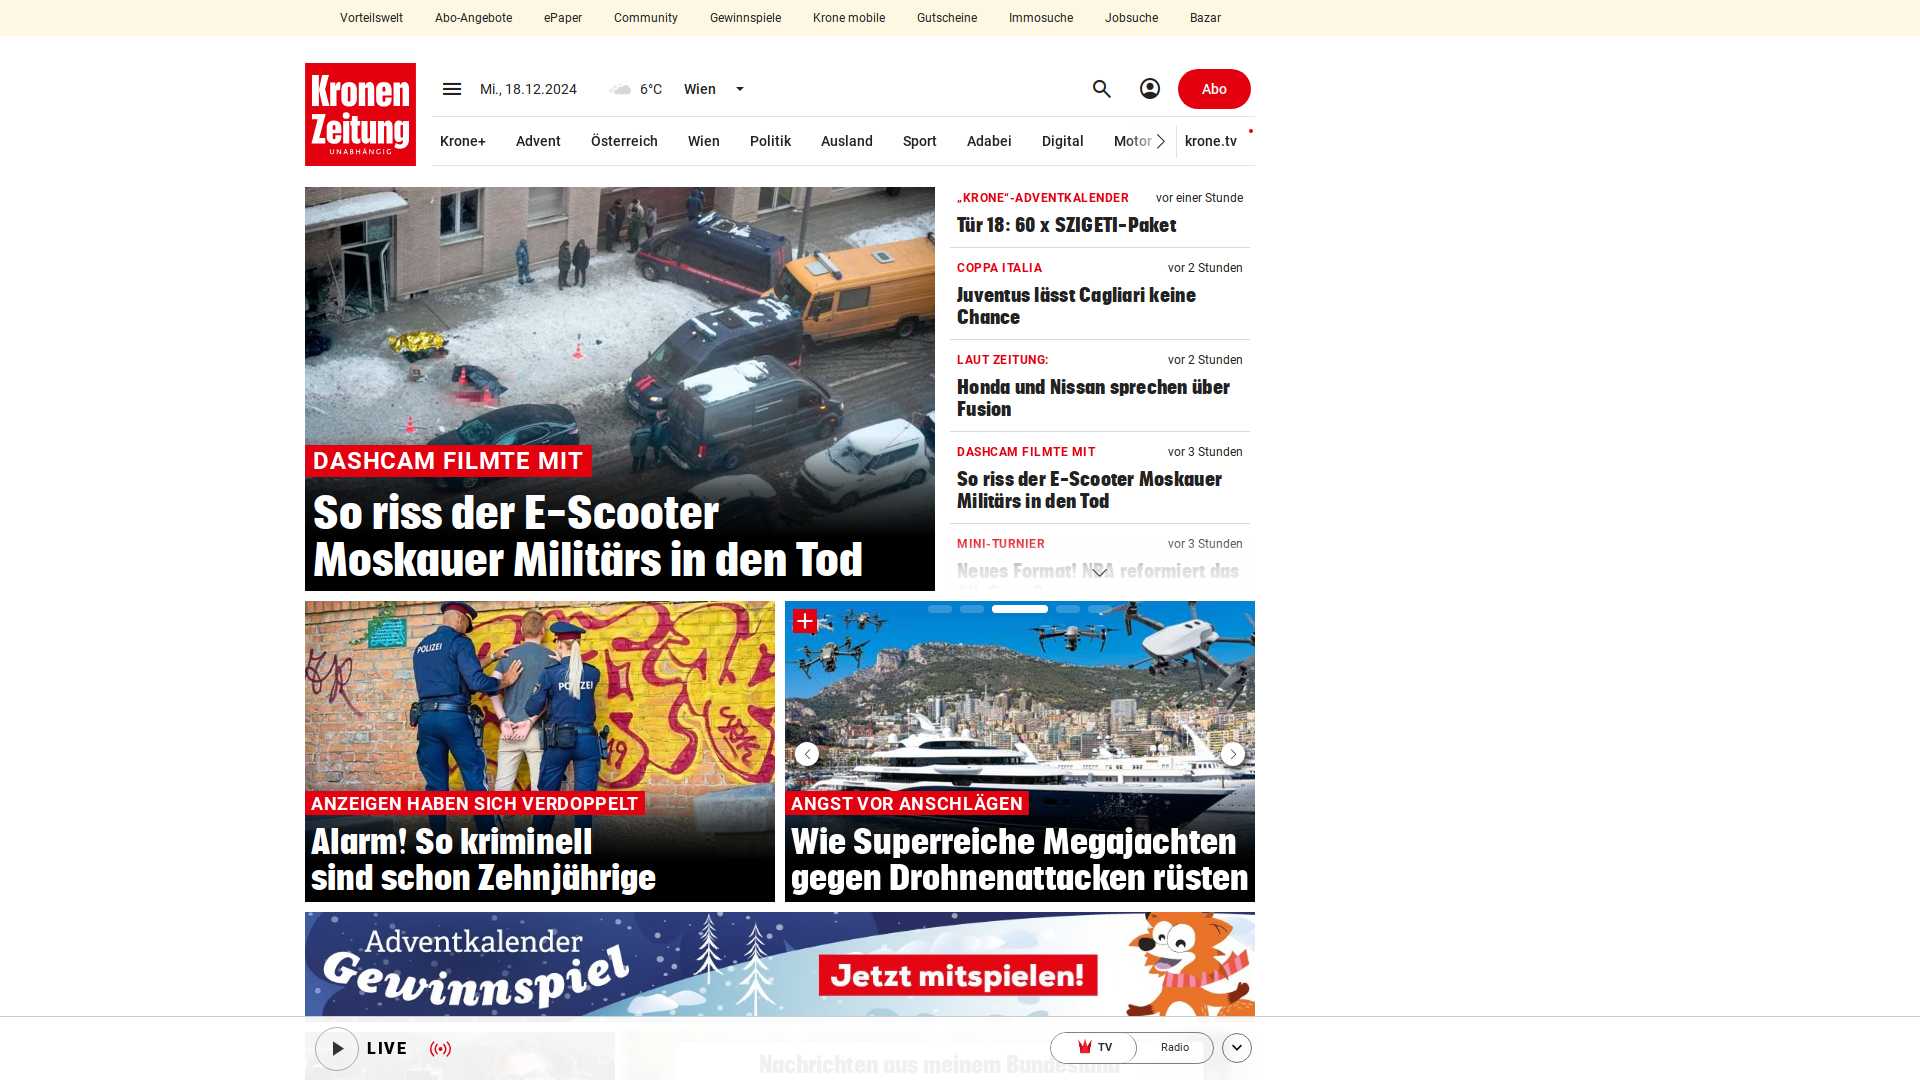 Vorteilswelt Abo-Angebote ePaper Community Gewinnspiele Krone mobile Gutscheine Immosuche Jobsuche Bazar
Kronen
Zeitung
UNABHÄNGIG
Mi., 18.12.2024 6°C Wien Abo
Krone+ Advent Österreich Wien Politik Ausland Sport Adabei Digital Motor krone.tv
DASHCAM FILMTE MIT
So riss der E-Scooter
Moskauer Militärs in den Tod
„KRONE“-ADVENTKALENDER vor einer Stunde
Tür 18: 60 x SZIGETI-Paket
COPPA ITALIA vor 2 Stunden
Juventus lässt Cagliari keine
Chance
LAUT ZEITUNG: vor 2 Stunden
Honda und Nissan sprechen über
Fusion
DASHCAM FILMTE MIT vor 3 Stunden
So riss der E-Scooter Moskauer
Militärs in den Tod
MINI-TURNIER vor 3 Stunden
Neues Format! NBA reformiert das
POLIZEI
POLIZEI
ANZEIGEN HABEN SICH VERDOPPELT
Alarm! So kriminell
sind schon Zehnjährige
ANGST VOR ANSCHLÄGEN
Wie Superreiche Megajachten
gegen Drohnenattacken rüsten
Adventkalender
Gewinnspiel
Jetzt mitspielen!
LIVE
TV Radio
Nachrichten aus meinem Bundesland